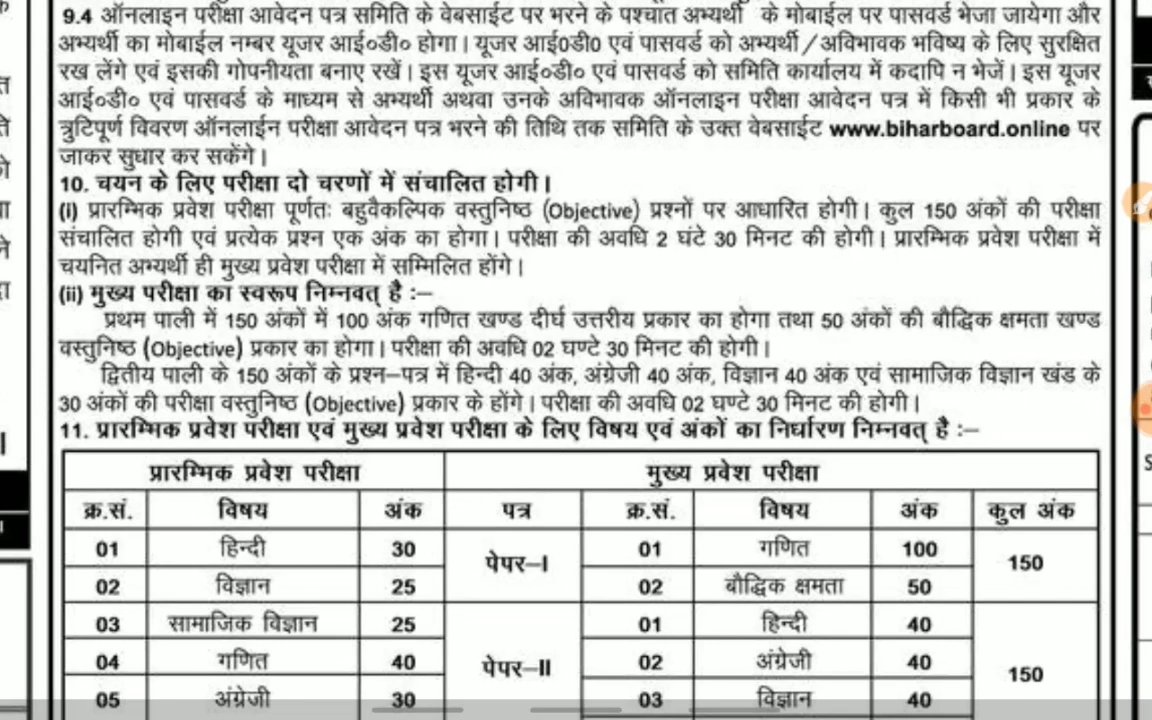 9.4 ऑनलाइन परीक्षा आवेदन पत्र समिति के वेबसाईट पर भरने के पश्चात अभ्यर्थी के मोबाईल पर पासवर्ड भेजा जायेगा और
अभ्यर्थी का मोबाईल नम्बर यूजर आई०डी० होगा। यूजर आई0डी0 एवं पासवर्ड को अभ्यर्थी/अविभावक भविष्य के लिए सुरक्षित
रख लेंगे एवं इसकी गोपनीयता बनाए रखें। इस यूजर आई०डी० एवं पासवर्ड को समिति कार्यालय में कदापि न भेजें। इस यूजर
आई०डी० एवं पासवर्ड के माध्यम से अभ्यर्थी अथवा उनके अविभावक ऑनलाइन परीक्षा आवेदन पत्र में किसी भी प्रकार के
त्रुटिपूर्ण विवरण ऑनलाईन परीक्षा आवेदन पत्र भरने की तिथि तक समिति के उक्त वेबसाईट www.biharboard.online पर
जाकर सुधार कर सकेंगे।
10. चयन के लिए परीक्षा दो चरणों में संचालित होगी।
(i) प्रारम्भिक प्रवेश परीक्षा पूर्णतः बहुवैकल्पिक वस्तुनिष्ठ (Objective) प्रश्नों पर आधारित होगी। कुल 150 अंकों की परीक्षा
संचालित होगी एवं प्रत्येक प्रश्न एक अंक का होगा। परीक्षा की अवधि 2 घंटे 30 मिनट की होगी। प्रारम्भिक प्रवेश परीक्षा में
चयनित अभ्यर्थी ही मुख्य प्रवेश परीक्षा में सम्मिलित होंगे।
(ii) मुख्य परीक्षा का स्वरूप निम्नवत् है :–
प्रथम पाली में 150 अंकों में 100 अंक गणित खण्ड दीर्घ उत्तरीय प्रकार का होगा तथा 50 अंकों की बौद्धिक क्षमता खण्ड
वस्तुनिष्ठ (Objective) प्रकार का होगा। परीक्षा की अवधि 02 घण्टे 30 मिनट की होगी।
द्वितीय पाली के 150 अंकों के प्रश्न–पत्र में हिन्दी 40 अंक, अंग्रेजी 40 अंक, विज्ञान 40 अंक एवं सामाजिक विज्ञान खंड के
30 अंकों की परीक्षा वस्तुनिष्ठ (Objective) प्रकार के होंगे। परीक्षा की अवधि 02 घण्टे 30 मिनट की होगी।
11. प्रारम्भिक प्रवेश परीक्षा एवं मुख्य प्रवेश परीक्षा के लिए विषय एवं अंकों का निर्धारण निम्नवत् है :–
प्रारम्भिक प्रवेश परीक्षा मुख्य प्रवेश परीक्षा
क्र.सं. विषय अंक पत्र क्र.सं. विषय अंक कुल अंक
01 हिन्दी 30 पेपर–I 01 गणित 100 150
02 विज्ञान 25 02 बौद्धिक क्षमता 50
03 सामाजिक विज्ञान 25 पेपर–II 01 हिन्दी 40 150
04 गणित 40 02 अंग्रेजी 40
05 अंग्रेजी 30 03 विज्ञान 40